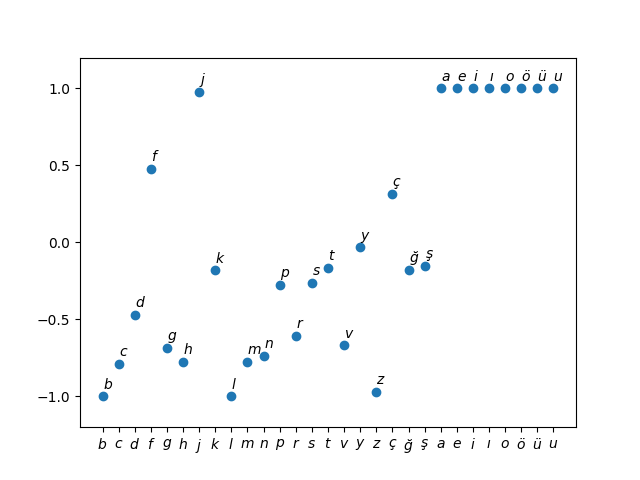 1.0
0.5
0.0
−0.5
−1.0
b c d f g h j k l m n p r s t v y z ç ğ ş a e i ı o ö ü u
b c d f g h j k l m n p r s t v y z ç ğ ş a e i ı o ö ü u